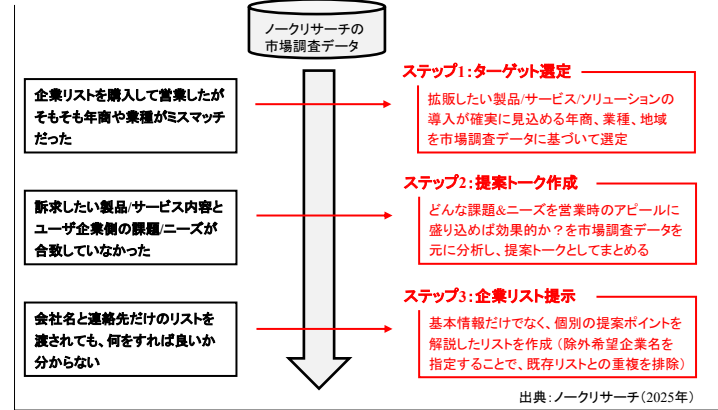 ノークリサーチの
市場調査データ
企業リストを購入して営業したが
そもそも年商や業種がミスマッチ
だった
ステップ1：ターゲット選定
拡販したい製品/サービス/ソリューションの
導入が確実に見込める年商、業種、地域
を市場調査データに基づいて選定
訴求したい製品/サービス内容と
ユーザ企業側の課題/ニーズが
合致していなかった
ステップ2：提案トーク作成
どんな課題&ニーズを営業時のアピールに
盛り込めば効果的か？を市場調査データを
元に分析し、提案トークとしてまとめる
会社名と連絡先だけのリストを
渡されても、何をすれば良いか
分からない
ステップ3：企業リスト提示
基本情報だけでなく、個別の提案ポイントを
解説したリストを作成（除外希望企業名を
指定することで、既存リストとの重複を排除）
出典：ノークリサーチ（2025年）